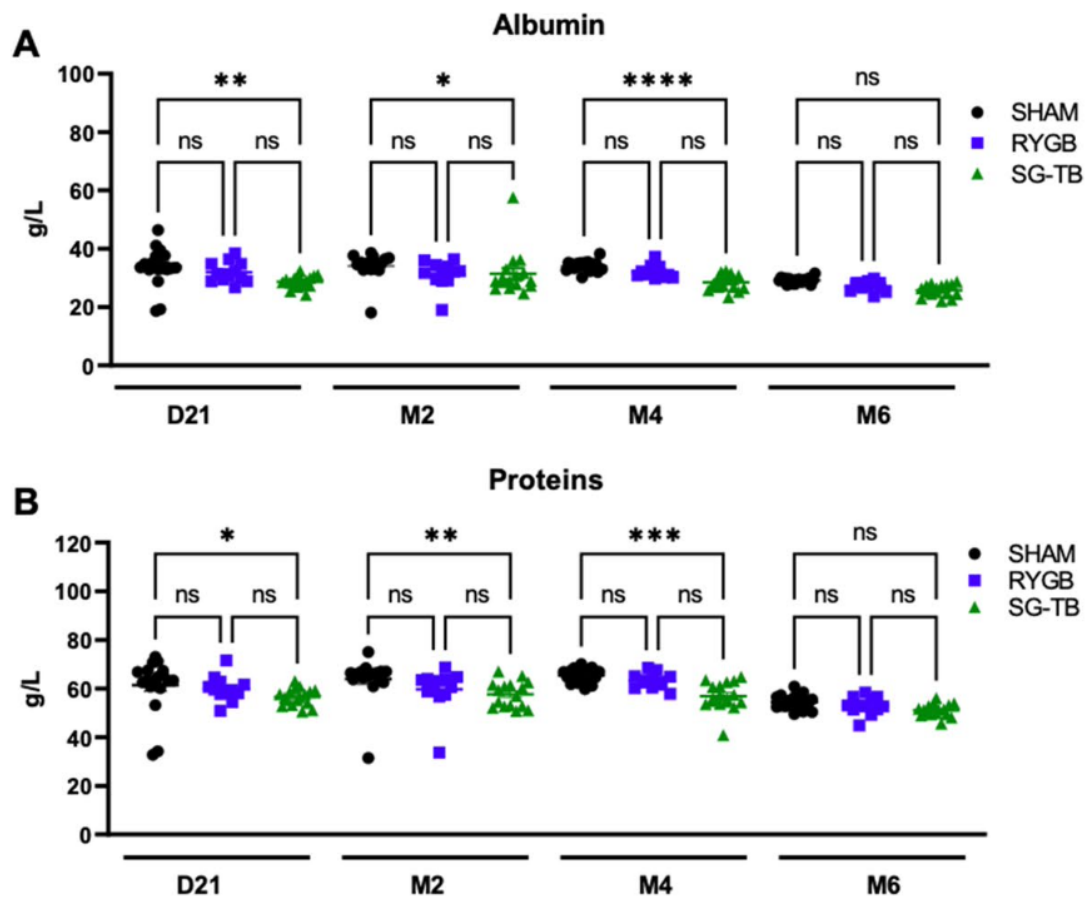 A
Albumin
** * **** ns
ns ns ns ns ns ns ns ns
100
80
60
40
20
0
g/L
SHAM
RYGB
SG-TB
D21 M2 M4 M6
B
Proteins
* ** *** ns
ns ns ns ns ns ns ns ns
120
100
80
60
40
20
0
g/L
SHAM
RYGB
SG-TB
D21 M2 M4 M6